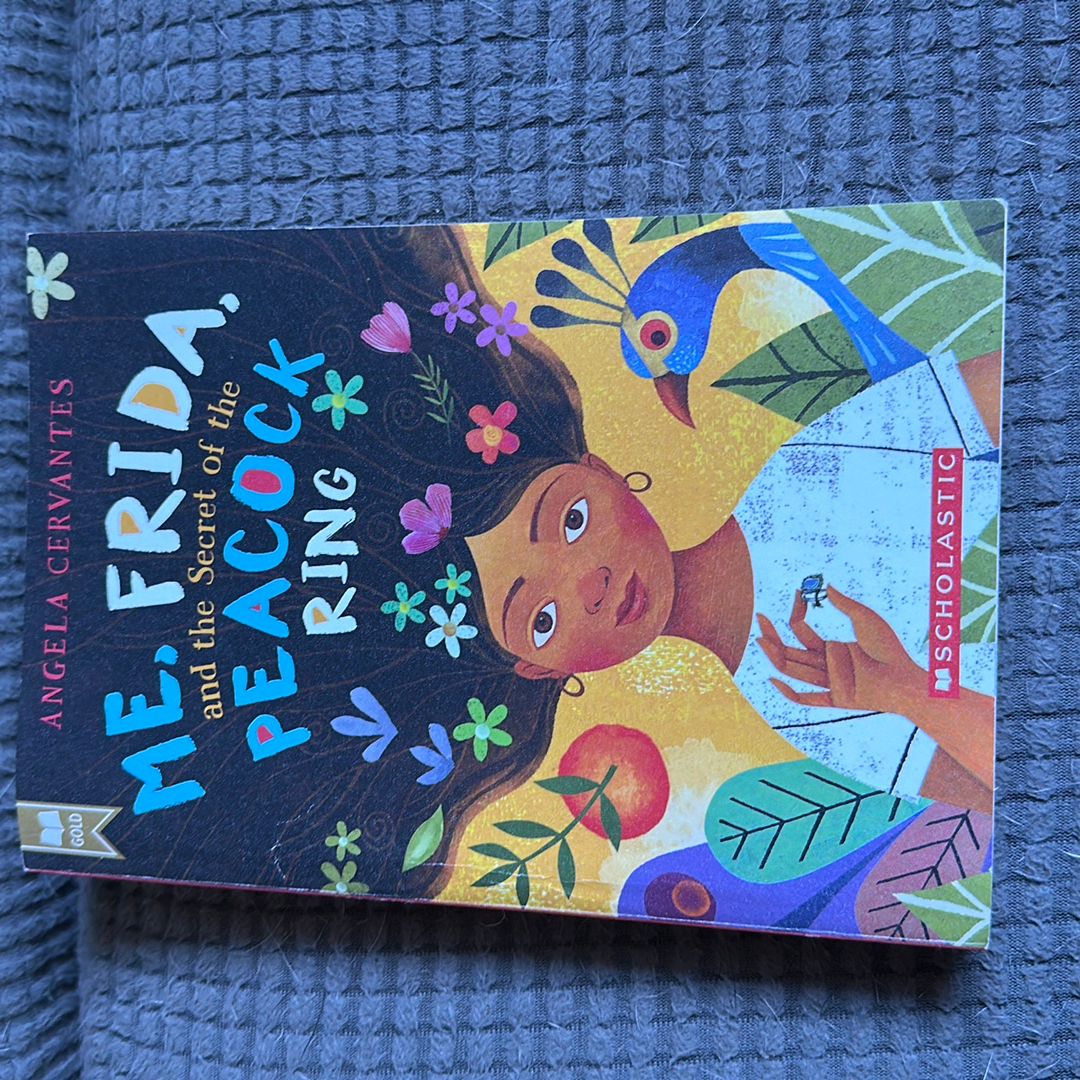 GOLD
ANGELA CERVANTES
ME, FRIDA,
and the Secret of the
PEACOCK
RING
SCHOLASTIC